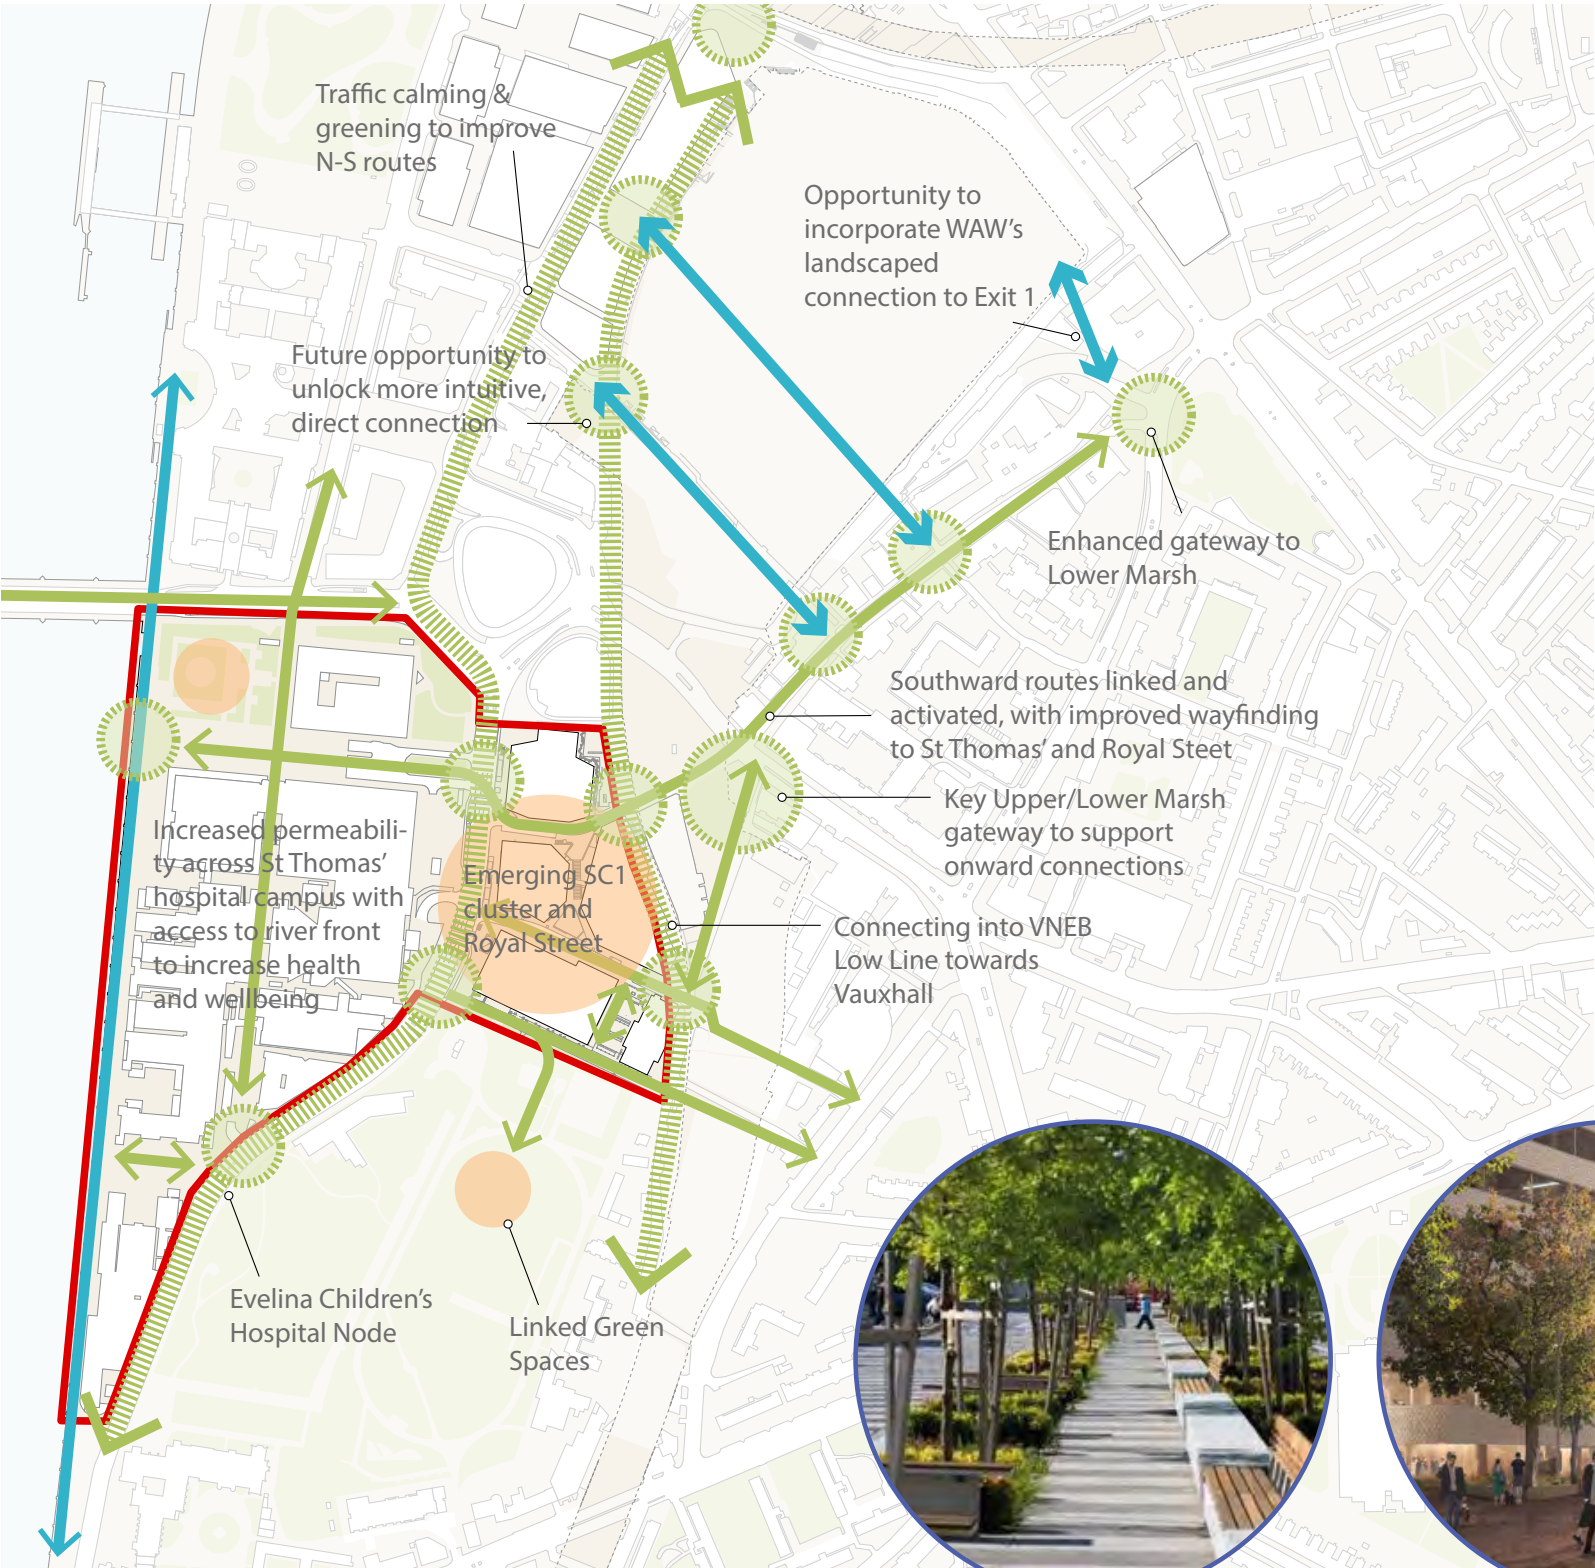 Traffic calming &
greening to improve
N-S routes
Opportunity to
incorporate WAW's
landscaped
connection to Exit 1
Future opportunity to
unlock more intuitive,
direct connection
Enhanced gateway to
Lower Marsh
Southward routes linked and
activated, with improved wayfinding
to St Thomas' and Royal Steet
Key Upper/Lower Marsh
gateway to support
onward connections
Increased permeabili-
ty across St Thomas'
hospital campus with
access to river front
to increase health
and wellbeing
Emerging SC1
cluster and
Royal Street
Connecting into VNEB
Low Line towards
Vauxhall
Evelina Children's
Hospital Node
Linked Green
Spaces